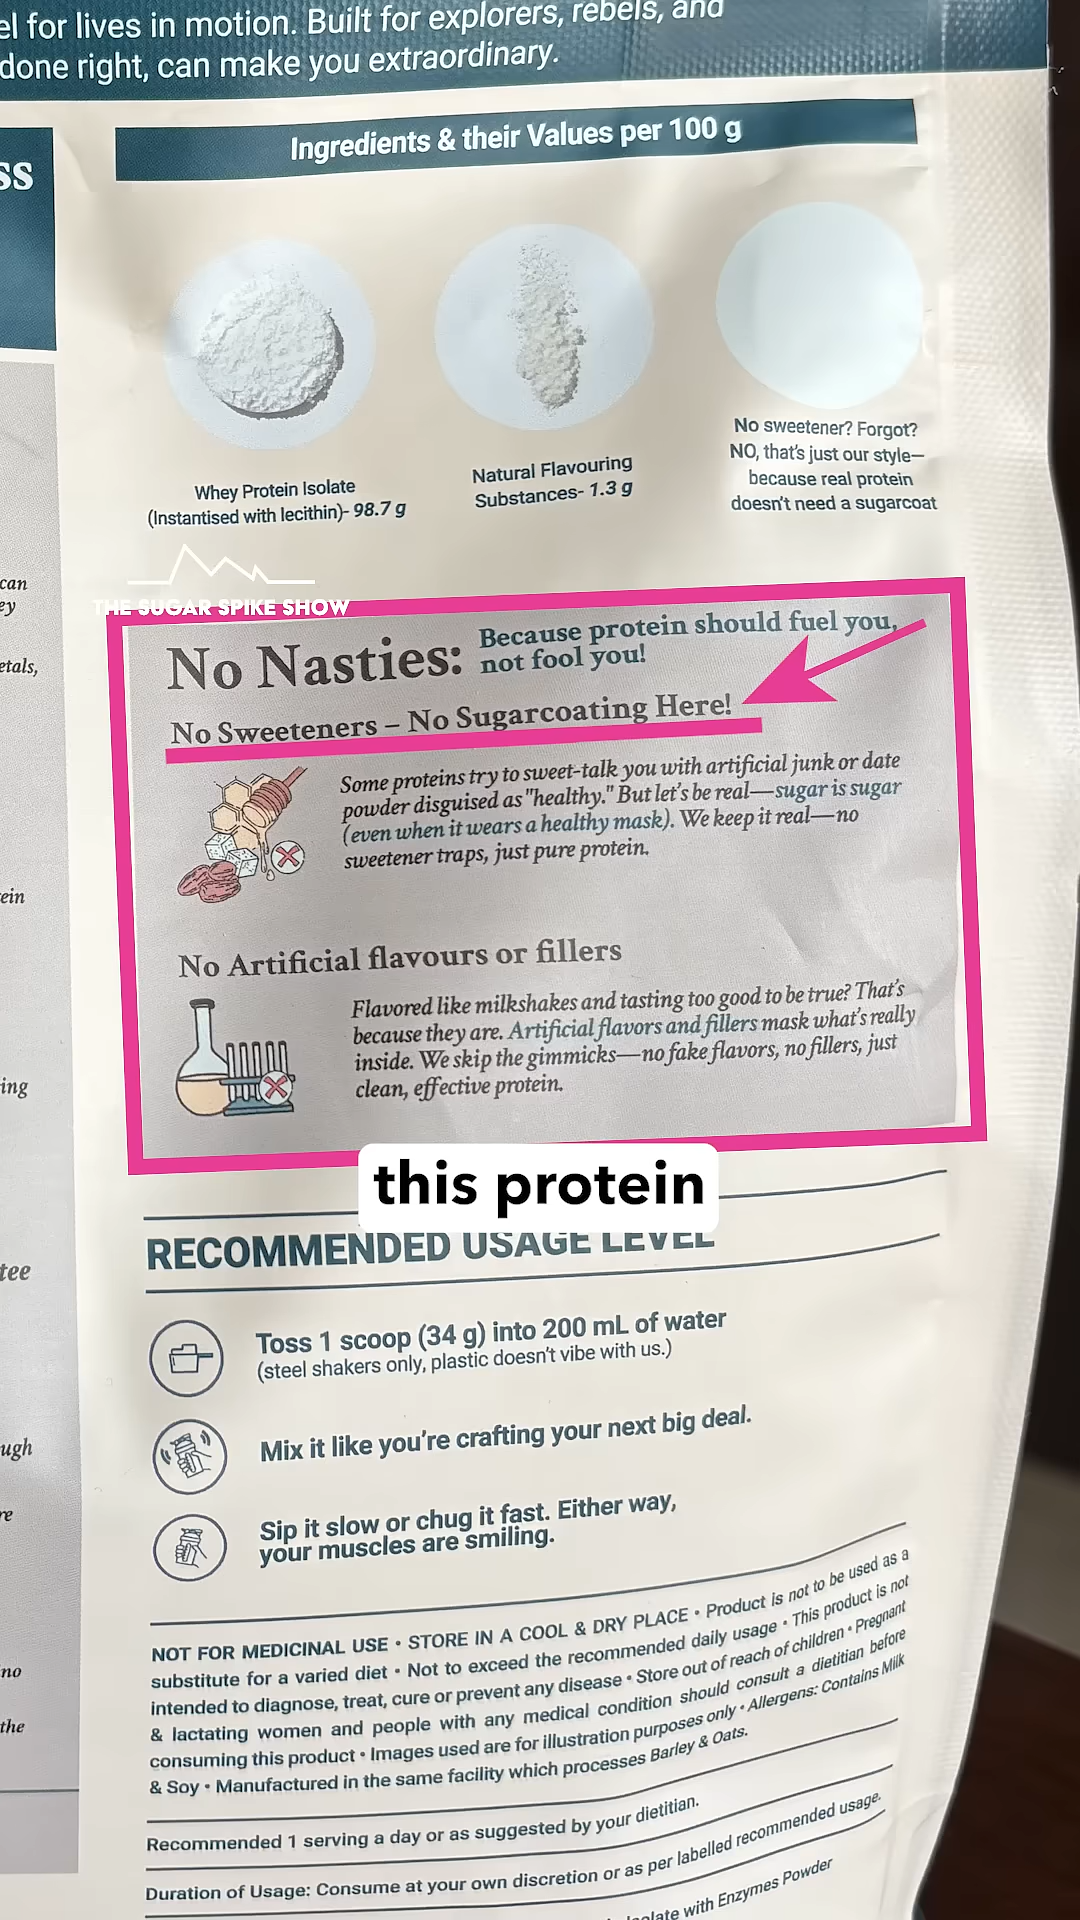 el for lives in motion. Built for explorers, rebels, and
done right, can make you extraordinary.
ss
Ingredients & their Values per 100 g
Whey Protein Isolate
(Instantised with lecithin)- 98.7 g
Natural Flavouring
Substances- 1.3 g
No sweetener? Forgot?
NO, that's just our style—
because real protein
doesn't need a sugarcoat
can
ey
etals,
ein
ing
tee
ugh
re
no
the
THE SUGAR SPIKE SHOW
No Nasties:
Because protein should fuel you,
not fool you!
No Sweeteners – No Sugarcoating Here!
Some proteins try to sweet-talk you with artificial junk or date
powder disguised as "healthy." But let's be real—sugar is sugar
(even when it wears a healthy mask). We keep it real—no
sweetener traps, just pure protein.
No Artificial flavours or fillers
Flavored like milkshakes and tasting too good to be true? That's
because they are. Artificial flavors and fillers mask what's really
inside. We skip the gimmicks—no fake flavors, no fillers, just
clean, effective protein.
this protein
RECOMMENDED USAGE LEVEL
Toss 1 scoop (34 g) into 200 mL of water
(steel shakers only, plastic doesn't vibe with us.)
Mix it like you're crafting your next big deal.
Sip it slow or chug it fast. Either way,
your muscles are smiling.
NOT FOR MEDICINAL USE • STORE IN A COOL & DRY PLACE • Product is not to be used as a
substitute for a varied diet • Not to exceed the recommended daily usage • This product is not
intended to diagnose, treat, cure or prevent any disease • Store out of reach of children • Pregnant
& lactating women and people with any medical condition should consult a dietitian before
consuming this product • Images used are for illustration purposes only • Allergens: Contains Milk
& Soy • Manufactured in the same facility which processes Barley & Oats.
Recommended 1 serving a day or as suggested by your dietitian.
Duration of Usage: Consume at your own discretion or as per labelled recommended usage.
olate with Enzymes Powder